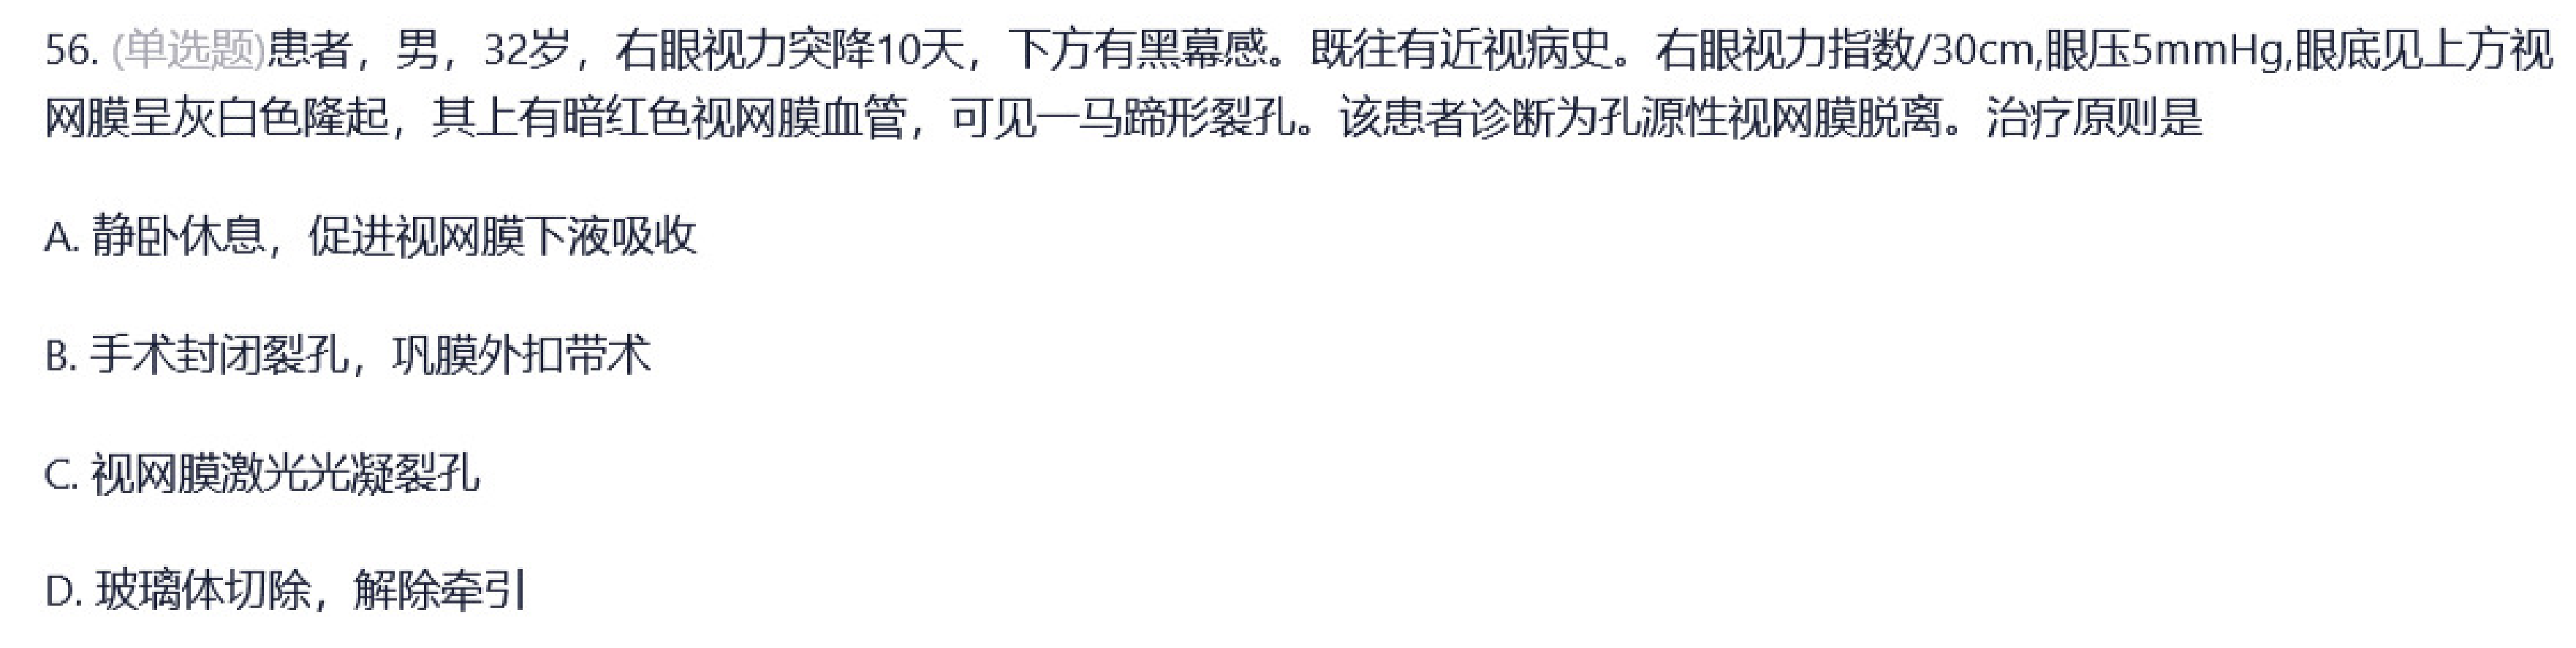 56. (单选题)患者，男，32岁，右眼视力突降10天，下方有黑幕感。既往有近视病史。右眼视力指数/30cm,眼压5mmHg,眼底见上方视
网膜呈灰白色隆起，其上有暗红色视网膜血管，可见一马蹄形裂孔。该患者诊断为孔源性视网膜脱离。治疗原则是
A. 静卧休息，促进视网膜下液吸收
B. 手术封闭裂孔，巩膜外扣带术
C. 视网膜激光光凝裂孔
D. 玻璃体切除，解除牵引